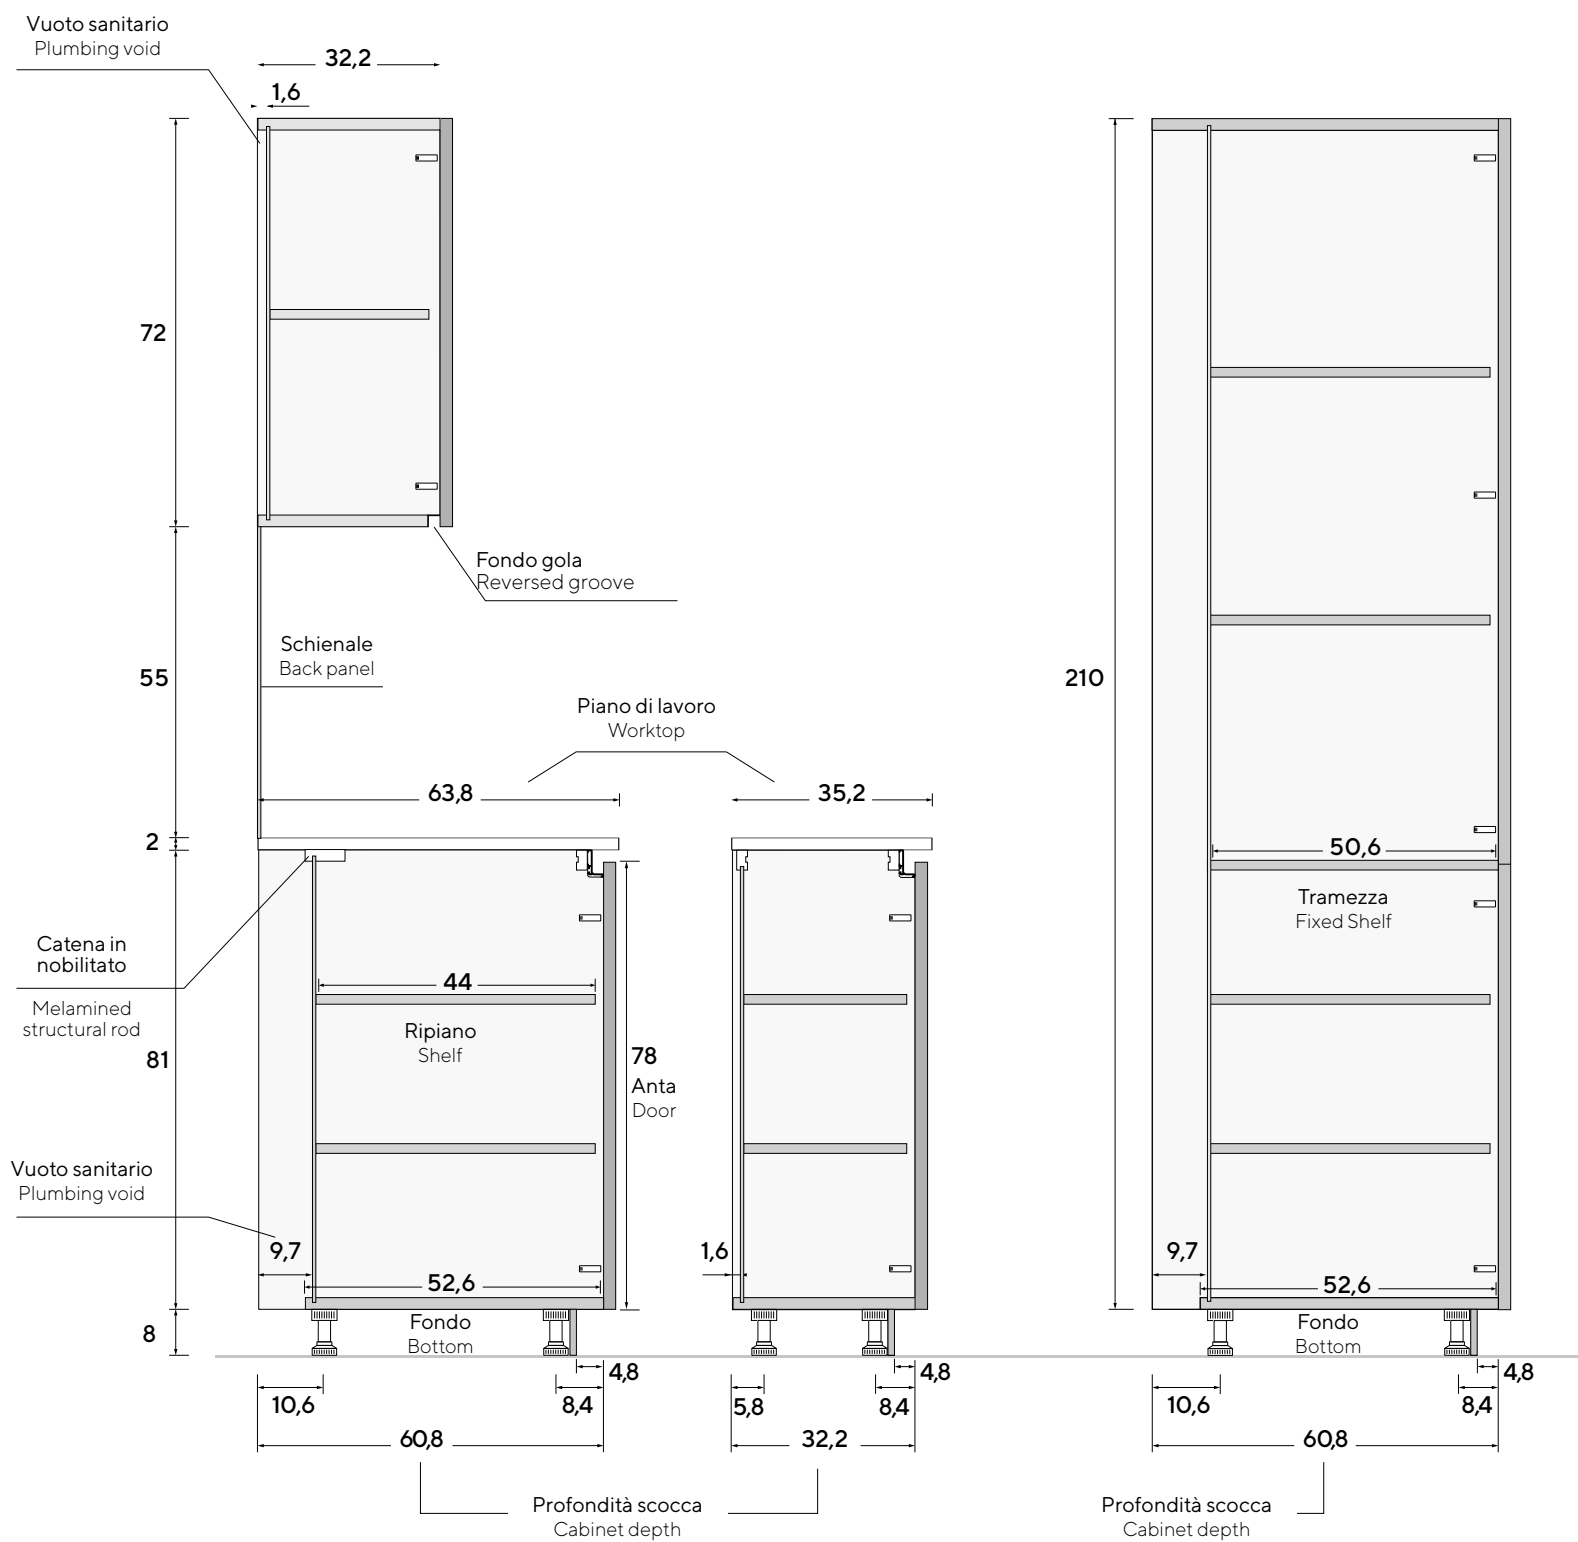 Vuoto sanitario
Plumbing void
32,2
1,6
72
Fondo gola
Reversed groove
Schienale
Back panel
55
210
Piano di lavoro
Worktop
63,8
35,2
2
50,6
Tramezza
Fixed Shelf
Catena in
nobilitato
Melamined
structural rod
44
Ripiano
Shelf
81
78
Anta
Door
Vuoto sanitario
Plumbing void
9,7
1,6
9,7
52,6
52,6
Fondo
Bottom
Fondo
Bottom
8
4,8
4,8
4,8
10,6
8,4
5,8
8,4
10,6
8,4
60,8
32,2
60,8
Profondità scocca
Cabinet depth
Profondità scocca
Cabinet depth